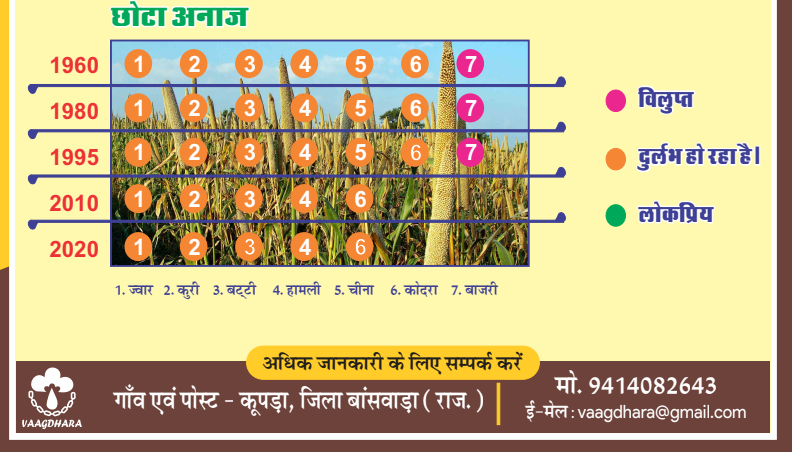 छोटा अनाज
1960 1 2 3 4 5 6 7
1980 1 2 3 4 5 6 7
1995 1 2 3 4 5 6 7
2010 1 2 3 4 6
2020 1 2 3 4 6
विलुप्त
दुर्लभ हो रहा है।
लोकप्रिय
1. ज्वार 2. कुरी 3. बट्टी 4. हामली 5. चीना 6. कोदरा 7. बाजरी
अधिक जानकारी के लिए सम्पर्क करें
गाँव एवं पोस्ट - कूपड़ा, जिला बांसवाड़ा ( राज. )
मो. 9414082643
ई-मेल : vaagdhara@gmail.com
VAAGDHARA